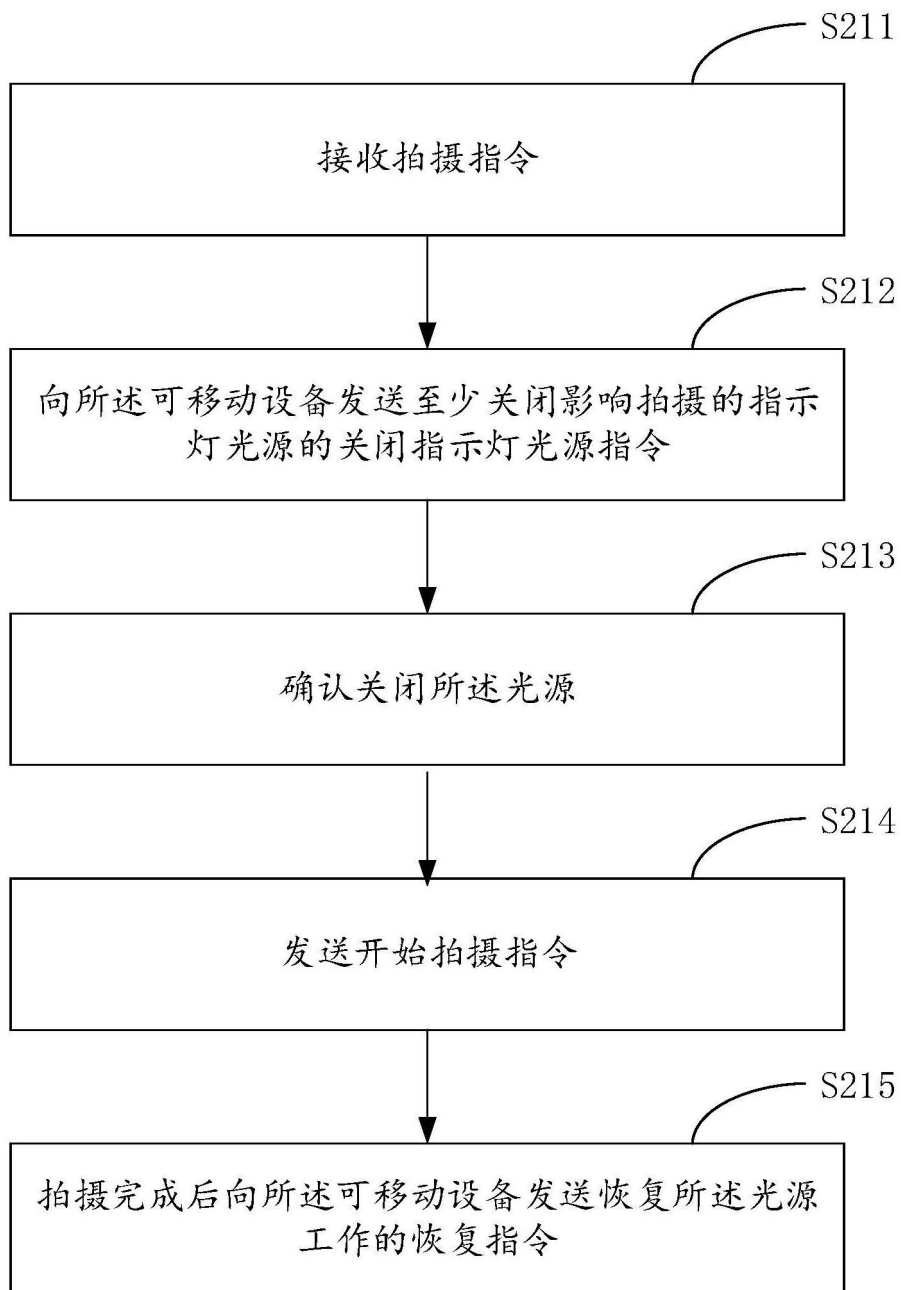 S211
接收拍摄指令
S212
向所述可移动设备发送至少关闭影响拍摄的指示
灯光源的关闭指示灯光源指令
S213
确认关闭所述光源
S214
发送开始拍摄指令
S215
拍摄完成后向所述可移动设备发送恢复所述光源
工作的恢复指令